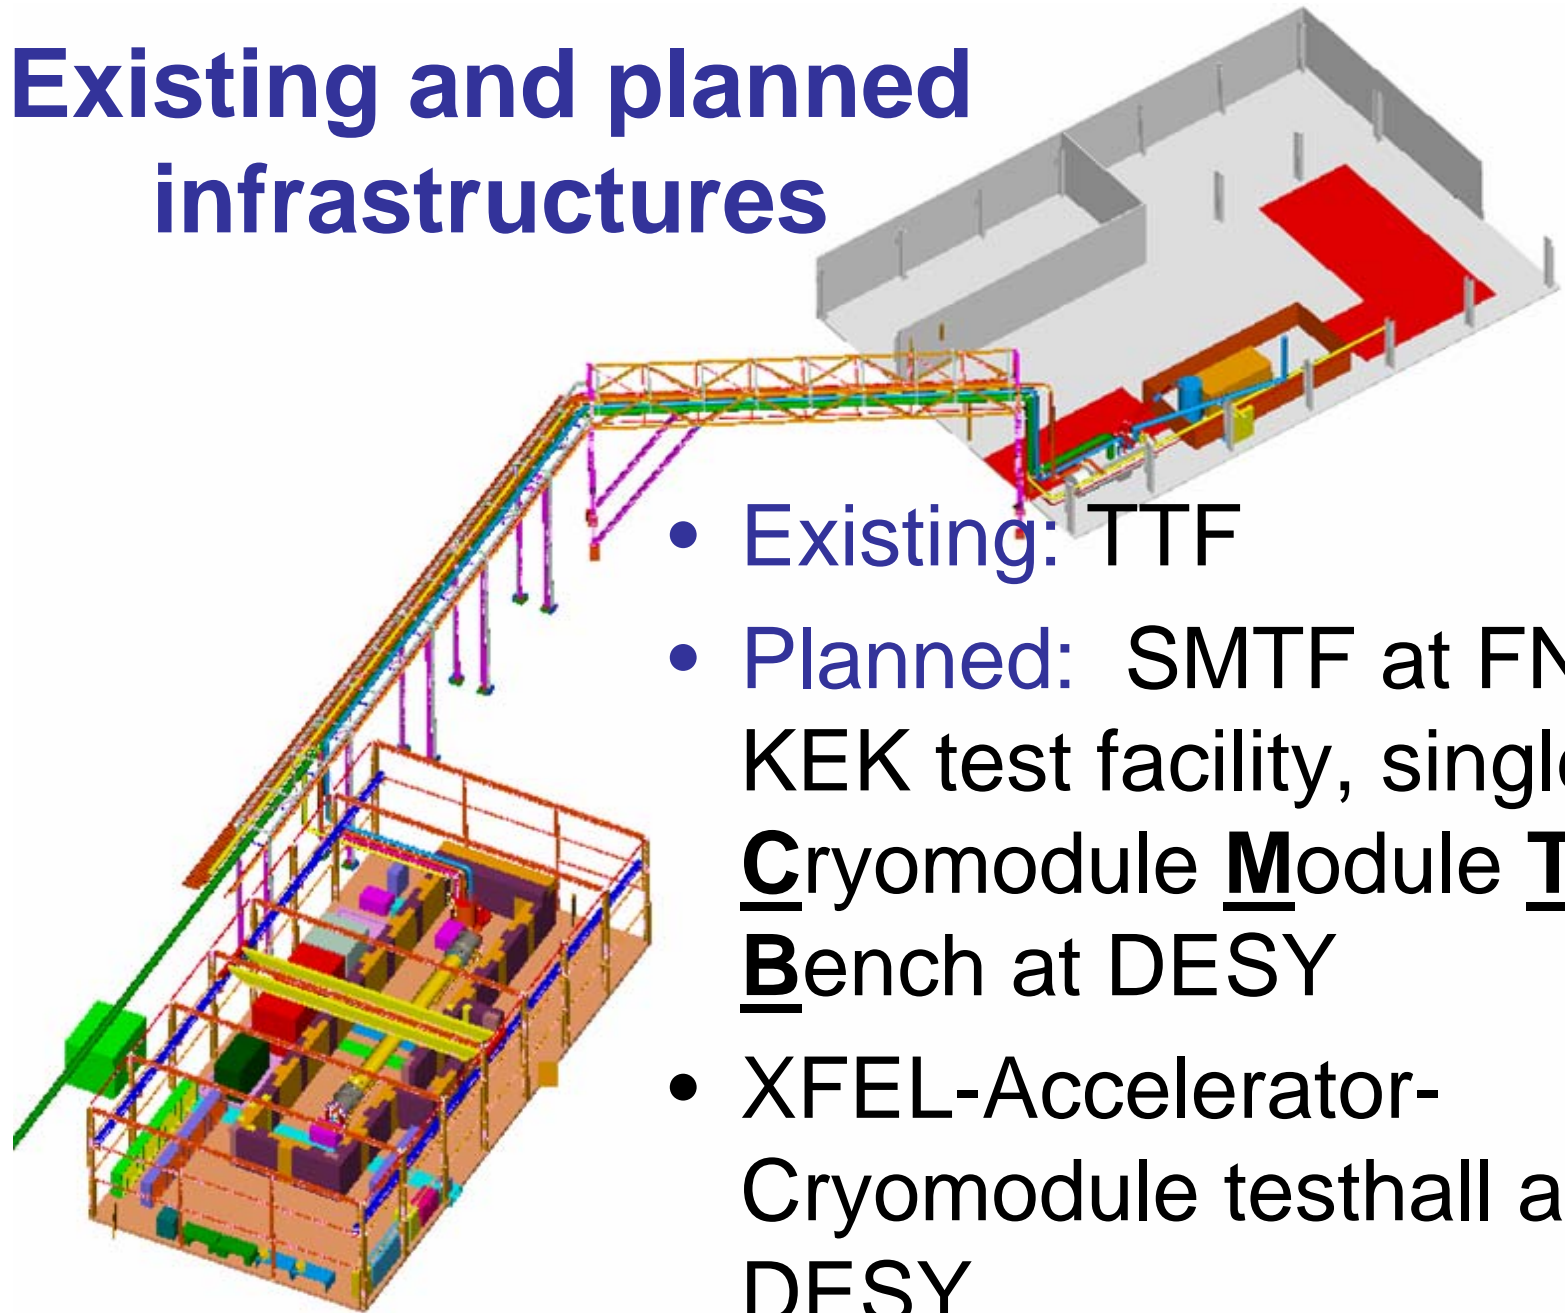 Existing and planned
infrastructures
• Existing: TTF
• Planned: SMTF at FN
KEK test facility, single
Cryomodule Module T
Bench at DESY
• XFEL-Accelerator-
Cryomodule testhall a
DESY